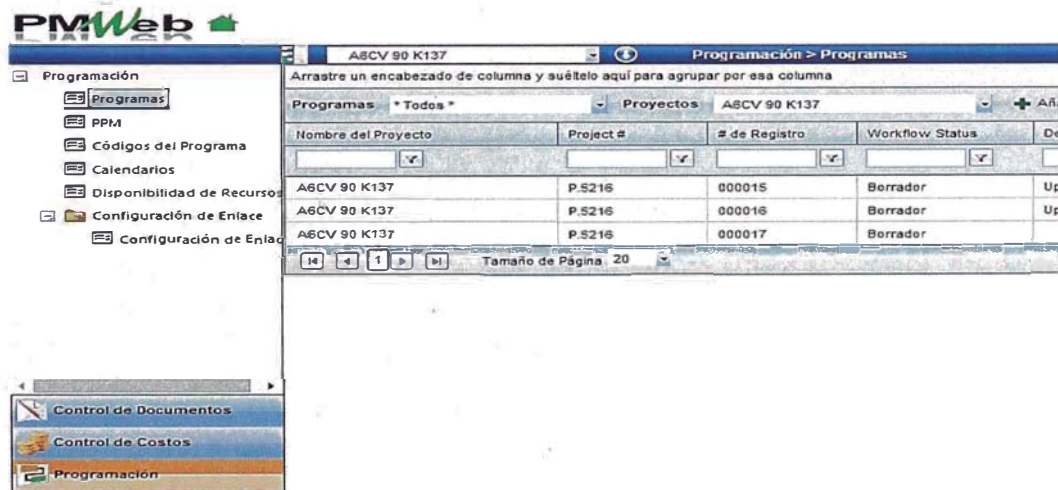 PMWeb
A6CV 90 K137 Programación > Programas
Programación
Programas
PPM
Códigos del Programa
Calendarios
Disponibilidad de Recursos
Configuración de Enlace
Configuración de Enlac
Arrastre un encabezado de columna y suéltelo aquí para agrupar por esa columna
Programas * Todos * Proyectos A6CV 90 K137 Aña
Nombre del Proyecto Project # # de Registro Workflow Status De
A6CV 90 K137 P.5216 000015 Borrador Up
A6CV 90 K137 P.5216 000016 Borrador Up
A6CV 90 K137 P.5216 000017 Borrador
1 Tamaño de Página 20
Control de Documentos
Control de Costos
Programación